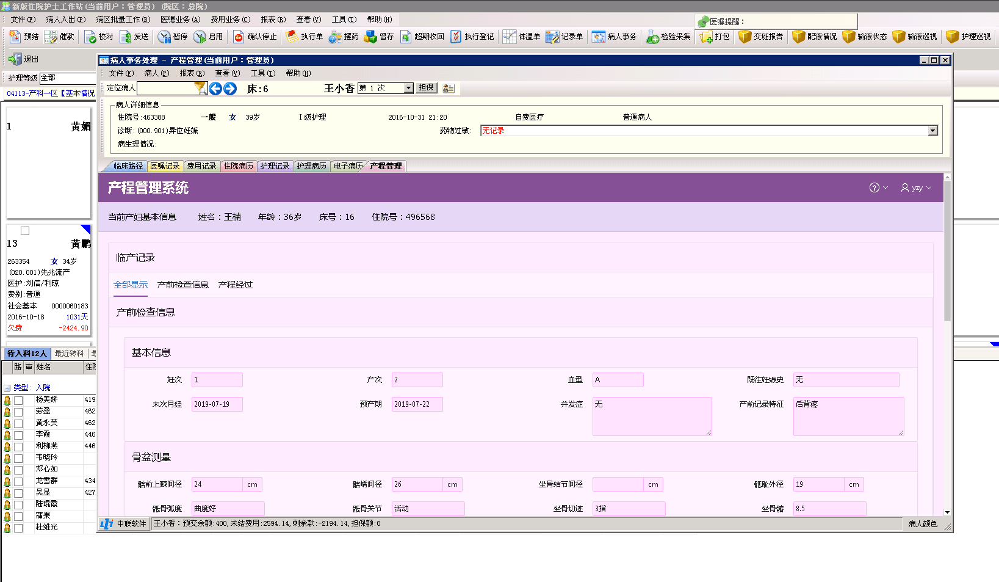 新版住院护士工作站(当前用户：管理员) (院区：总院)
文件(F) 病人入出(P) 病区批量工作(B) 医嘱业务(A) 费用业务(C) 报表(R) 查看(V) 工具(T) 帮助(H)
医嘱提醒：
预结 催款 校对 发送 暂停 启用 确认停止 执行单 摆药 留存 超期收回 执行登记 体温单 记录单 病人事务 检验采集 打包 交班报告 配液情况 输液状态 输液巡视 护理巡视
退出
护理等级 全部
04113-产科一区【基本情况
1 黄媚
13 黄鹏
263354 女 34岁
(020.001)先兆流产
医护:刘信/利琼
费别:普通
社会基本 0000060183
2016-10-18 1031天
欠费 -2424.90
待入科12人 最近转科
路 审 姓名 住院
类型: 入院
杨美娇 419
劳盈 462
黄永芙 462
李霞 446
利柳燕 446
韦晓玲
邓心如
龙雪群 434
吴显 427
陆琨霞
蒲果
杜维光
病人事务处理 - 产程管理(当前用户：管理员)
文件(F) 病人(P) 报表(R) 查看(V) 工具(T) 帮助(H)
定位病人 床:6 王小香 第 1 次 担保
病人详细信息
住院号:463388 一般 女 39岁 I级护理 2016-10-31 21:20 自费医疗 普通病人
诊断:(000.901)异位妊娠 药物过敏: 无记录
病生理情况:
临床路径 医嘱记录 费用记录 住院病历 护理记录 护理病历 电子病历 产程管理
产程管理系统
yzy
当前产妇基本信息 姓名：王楠 年龄：36岁 床号：16 住院号：496568
临产记录
全部显示 产前检查信息 产程经过
产前检查信息
基本信息
妊次 1 产次 2 血型 A 既往妊娠史 无
末次月经 2019-07-19 预产期 2019-07-22 并发症 无 产前记录特征 后背疼
骨盆测量
髂前上棘间径 24 cm 髂嵴间径 26 cm 坐骨结节间径 cm 骶耻外径 19 cm
骶骨弧度 曲度好 骶骨关节 活动 坐骨切迹 3指 坐骨髂 8.5
中联软件 王小香：预交余额:400,未结费用:2594.14,剩余款:-2194.14,担保额:0 病人颜色